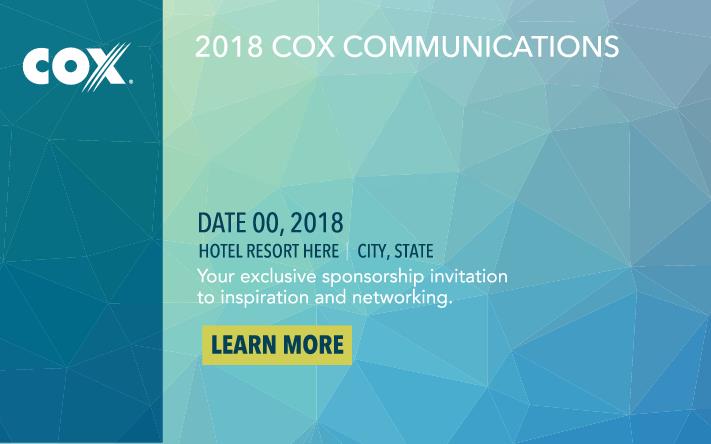 COX
2018 COX COMMUNICATIONS
DATE 00, 2018
HOTEL RESORT HERE | CITY, STATE
Your exclusive sponsorship invitation
to inspiration and networking.
LEARN MORE